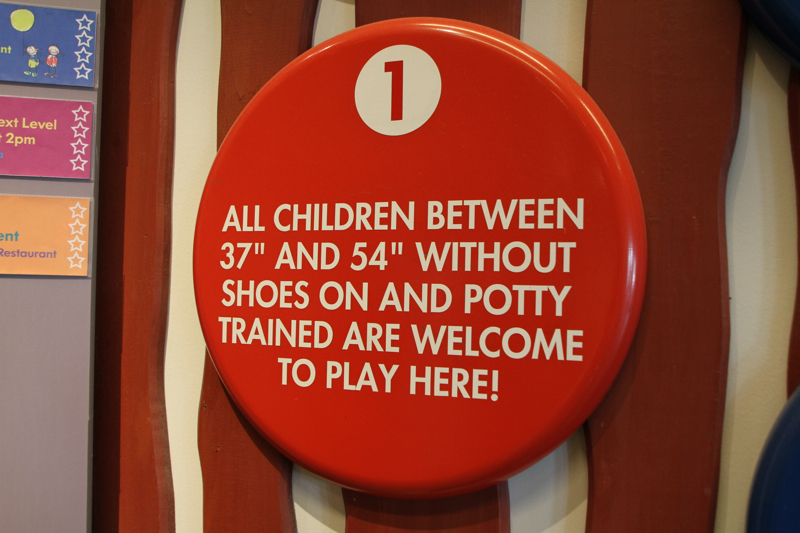 nt
ext Level
2pm
ent
Restaurant
1
ALL CHILDREN BETWEEN
37" AND 54" WITHOUT
SHOES ON AND POTTY
TRAINED ARE WELCOME
TO PLAY HERE!